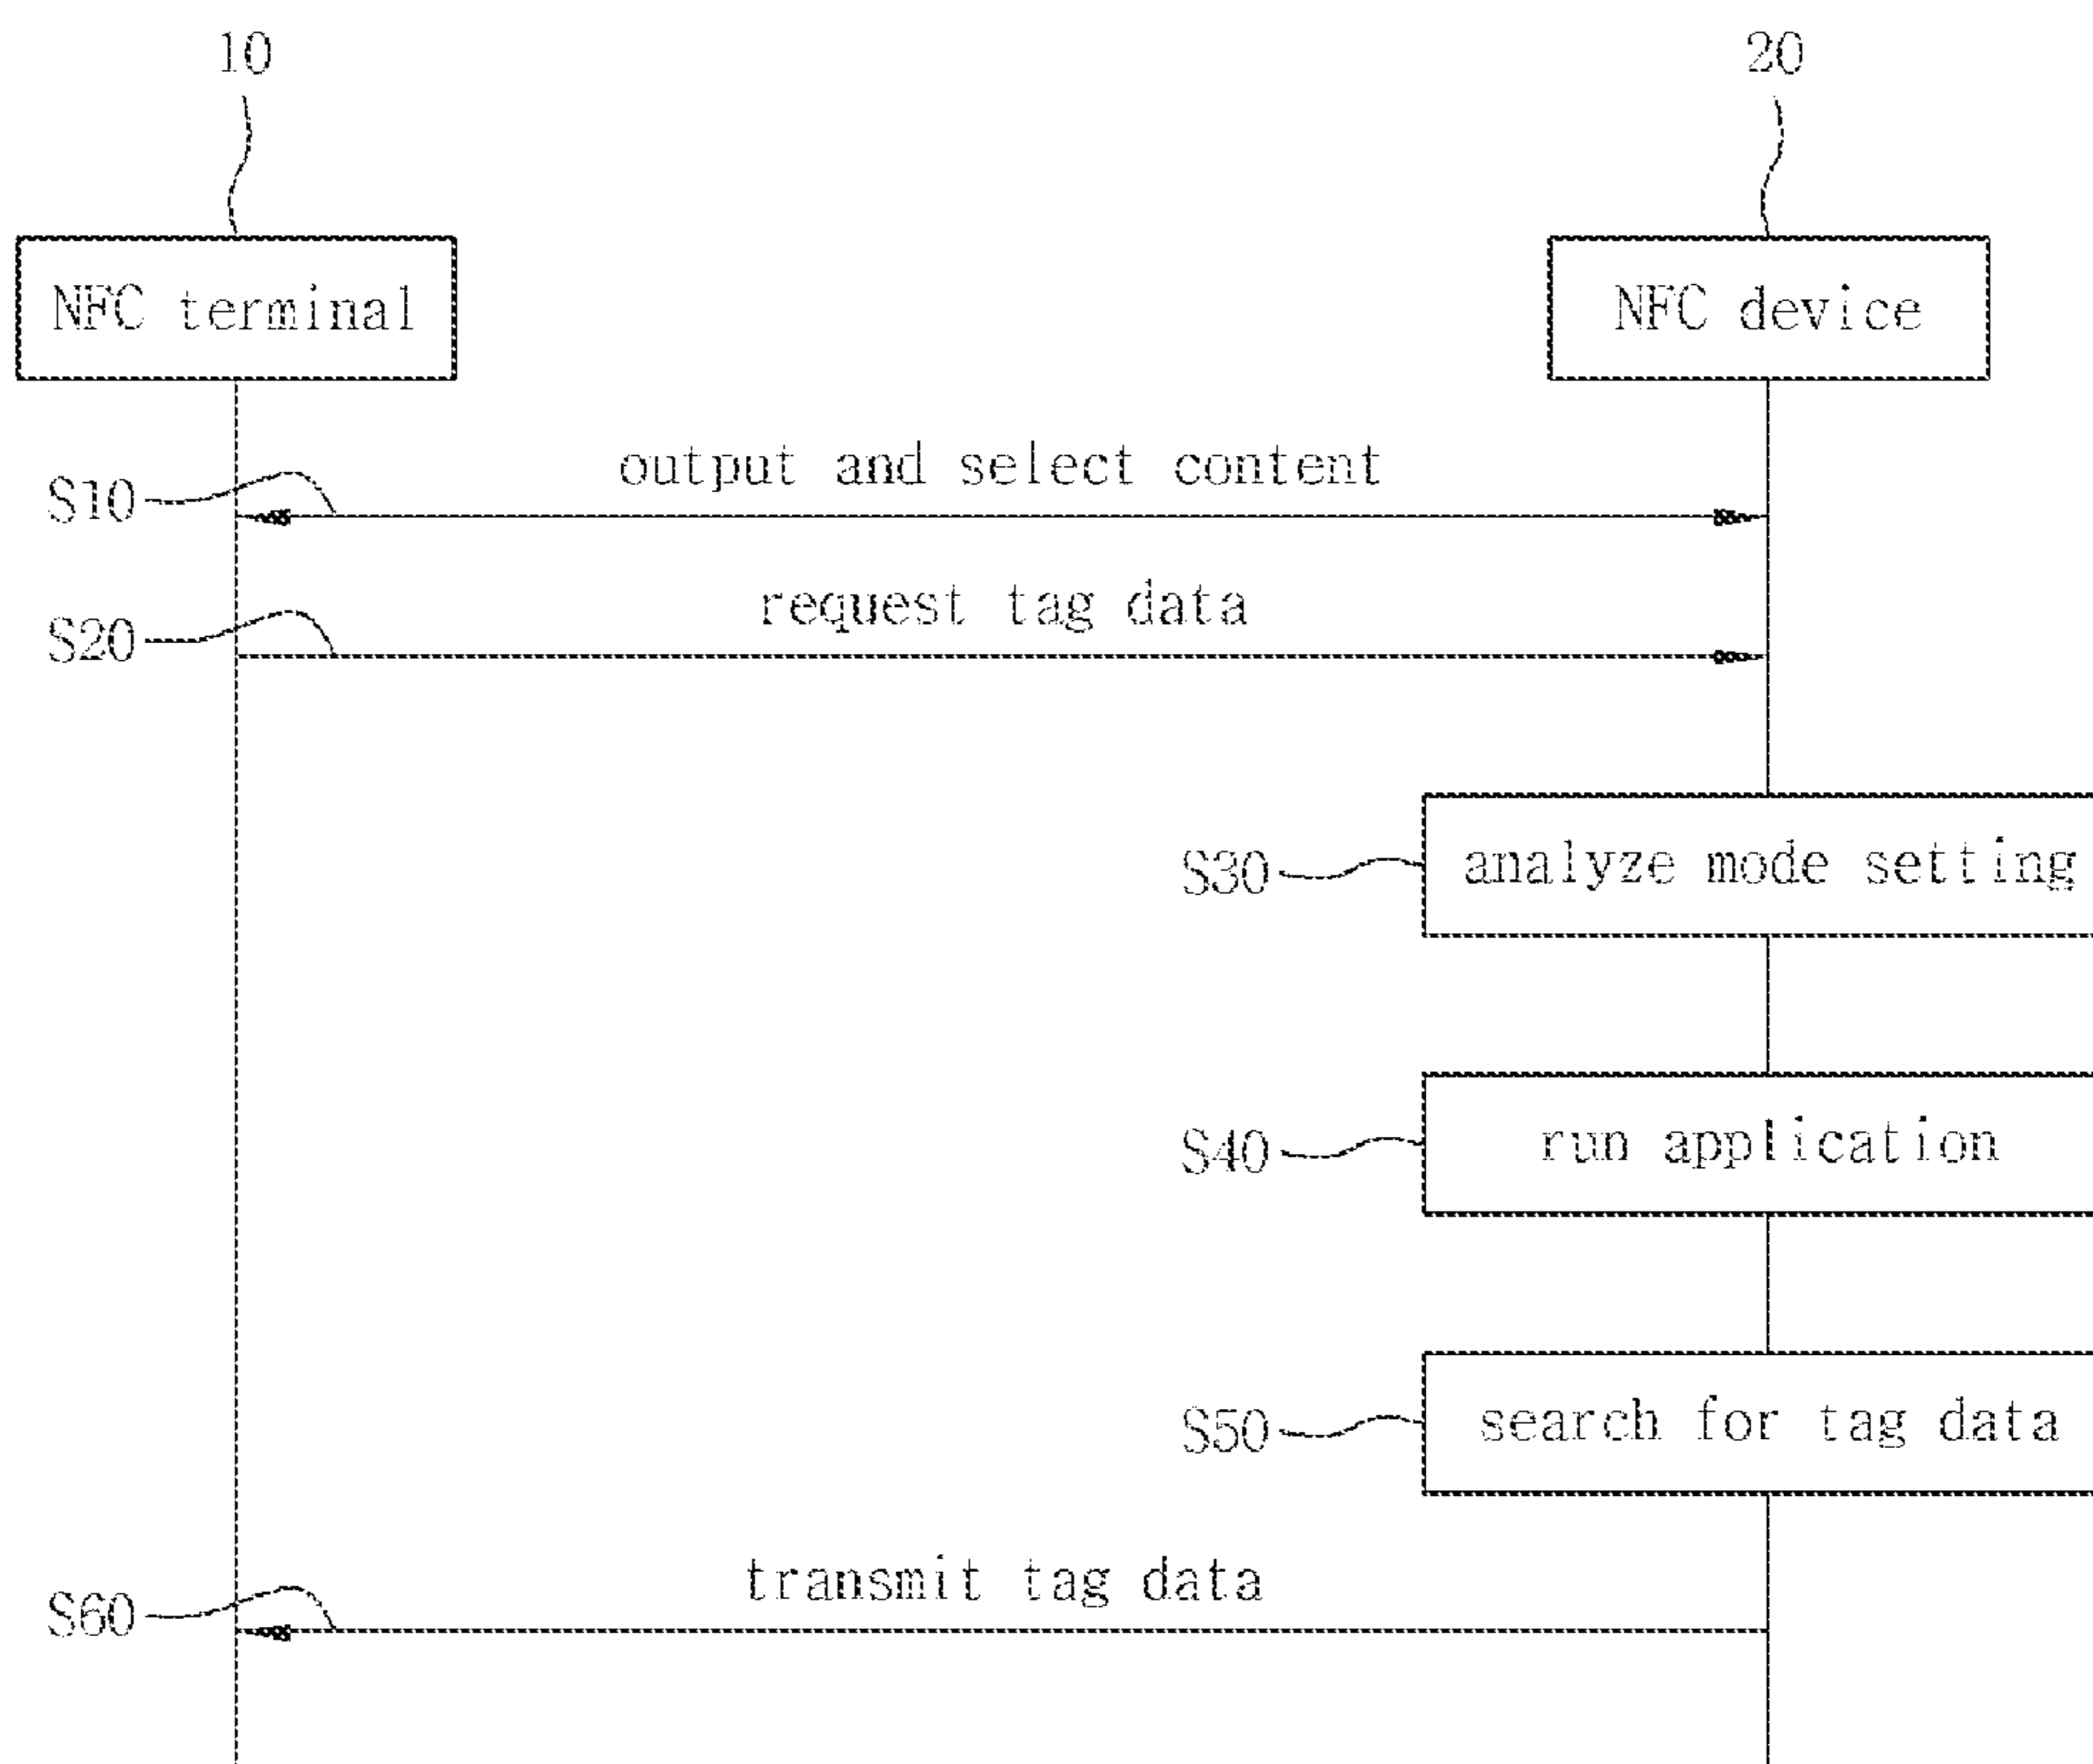 10
20
NFC terminal
NFC device
output and select content
S10
request tag data
S20
analyze mode setting
S30
run application
S40
search for tag data
S50
transmit tag data
S60